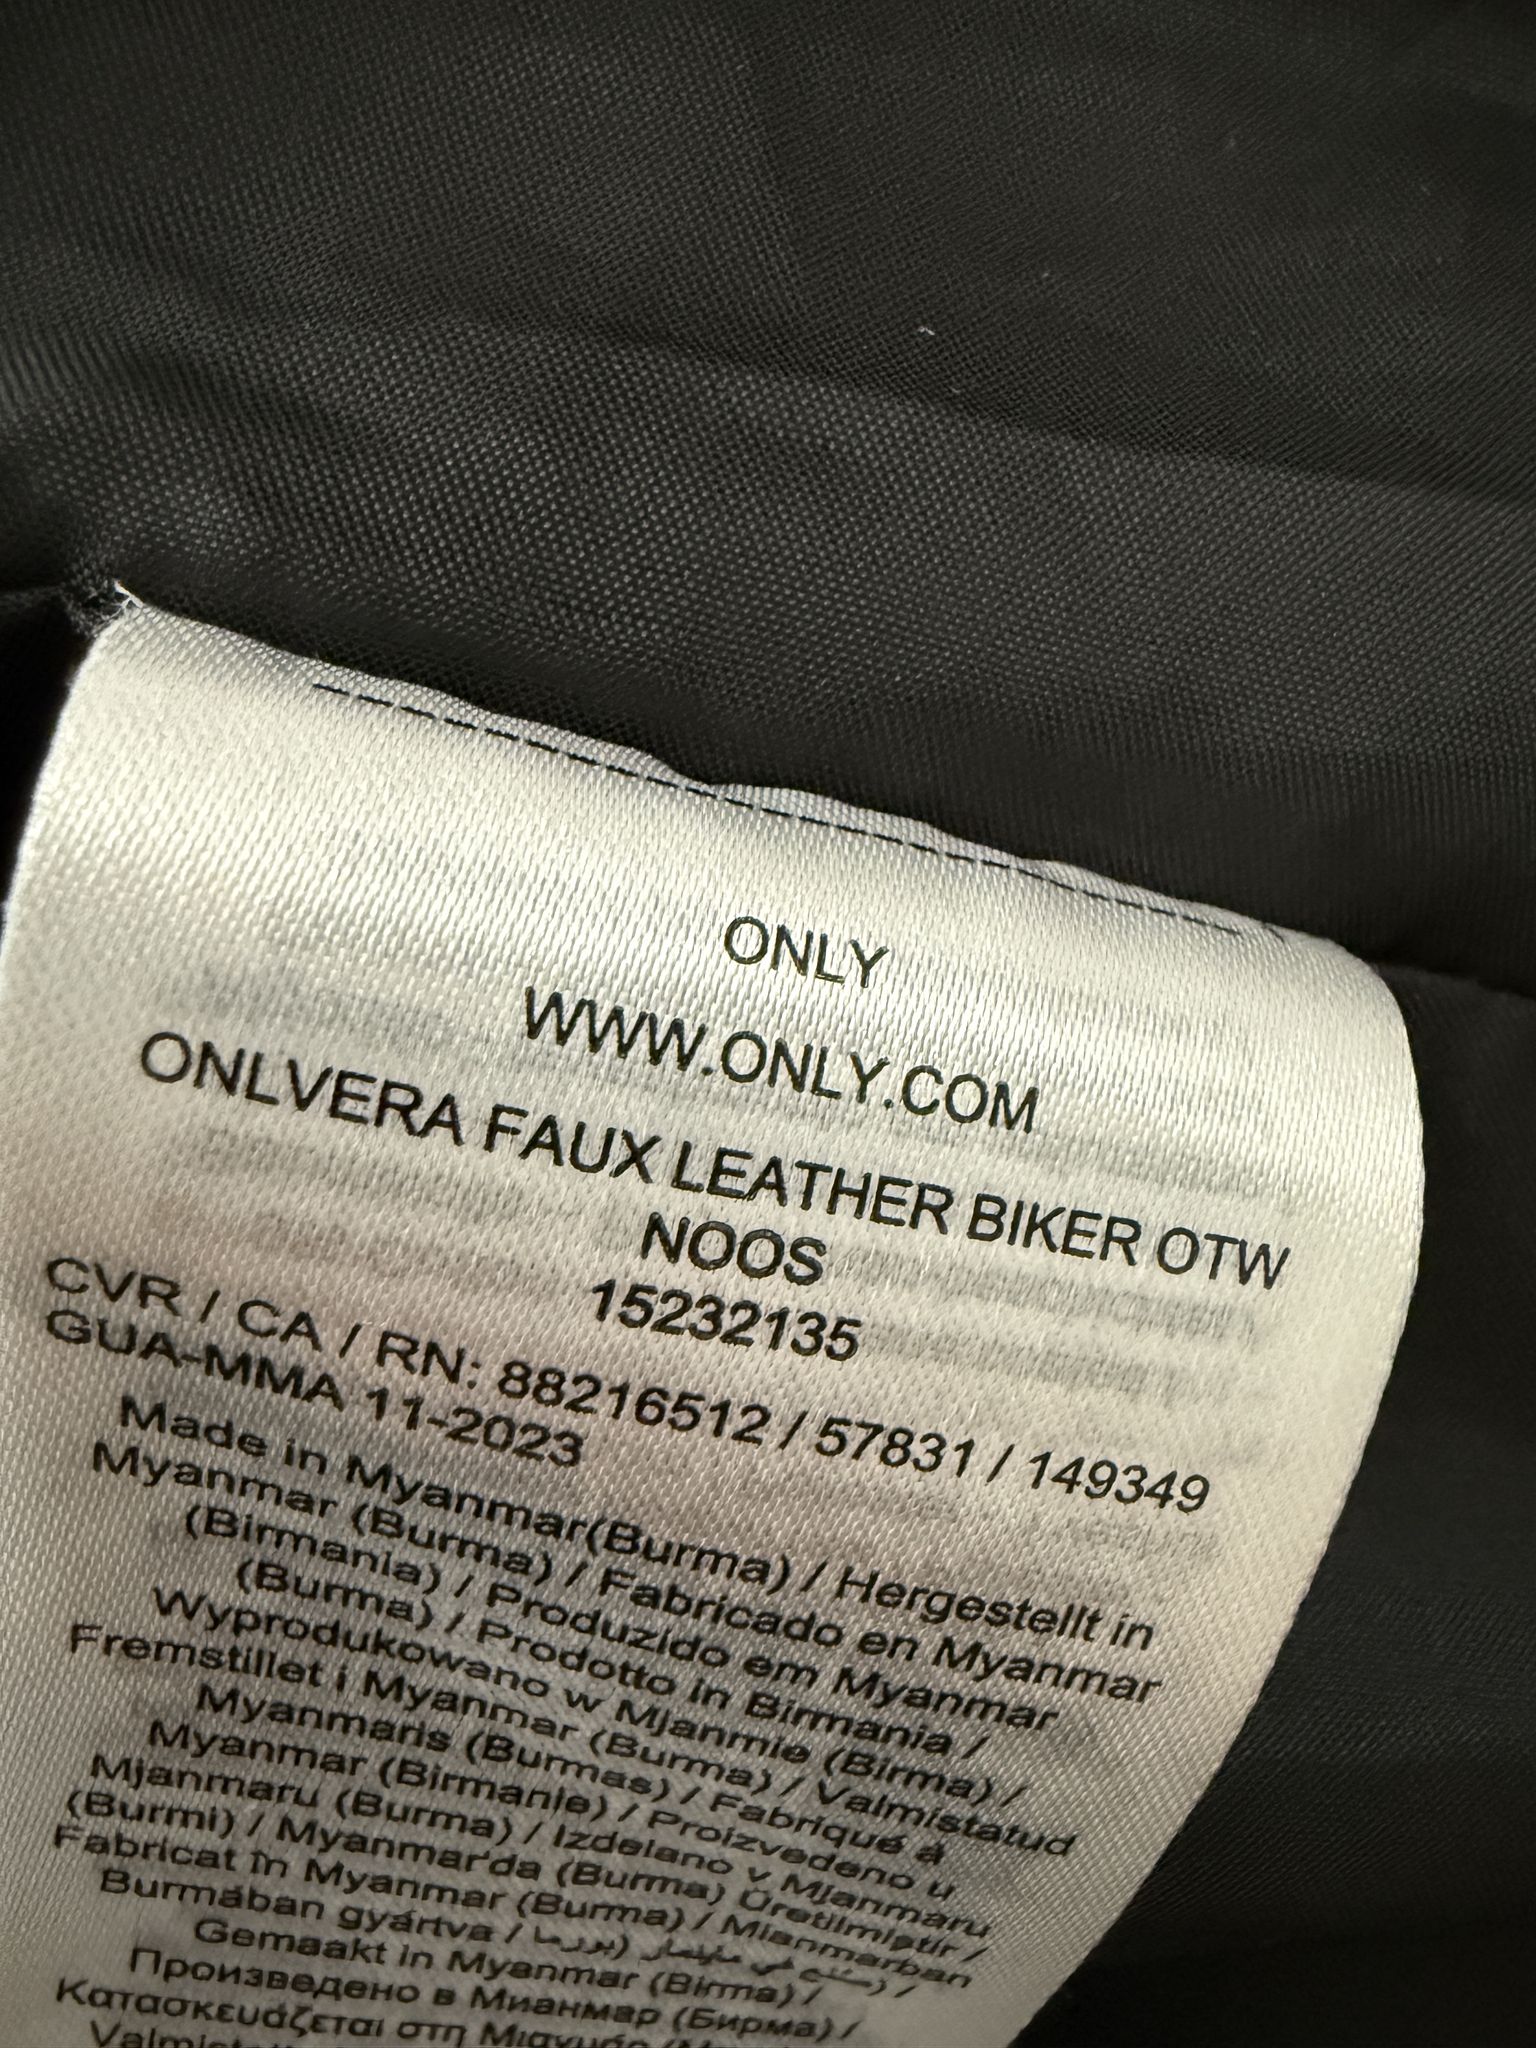 ONLY
WWW.ONLY.COM
ONLVERA FAUX LEATHER BIKER OTW
NOOS
15232135
CVR / CA / RN: 88216512 / 57831 / 149349
GUA-MMA 11-2023
Made in Myanmar(Burma) / Hergestellt in
Myanmar (Burma) / Fabricado en Myanmar
(Birmania) / Produzido em Myanmar
(Burma) / Prodotto in Birmania /
Wyprodukowano w Mjanmie (Birma) /
Fremstillet i Myanmar (Burma) / Valmistatud
Myanmaris (Burmas) / Fabriqué à
Myanmar (Birmanie) / Proizvedeno u
Mjanmaru (Burma) / Izdelano v Mjanmaru
(Burmi) / Myanmar'da (Burma) Üretilmiştir /
Fabricat în Myanmar (Burma) / Mianmarban
Burmában gyártva /
Gemaakt in Myanmar (Birma) /
Произведено в Мианмар (Бирма) /
Κατασκευάζεται στη